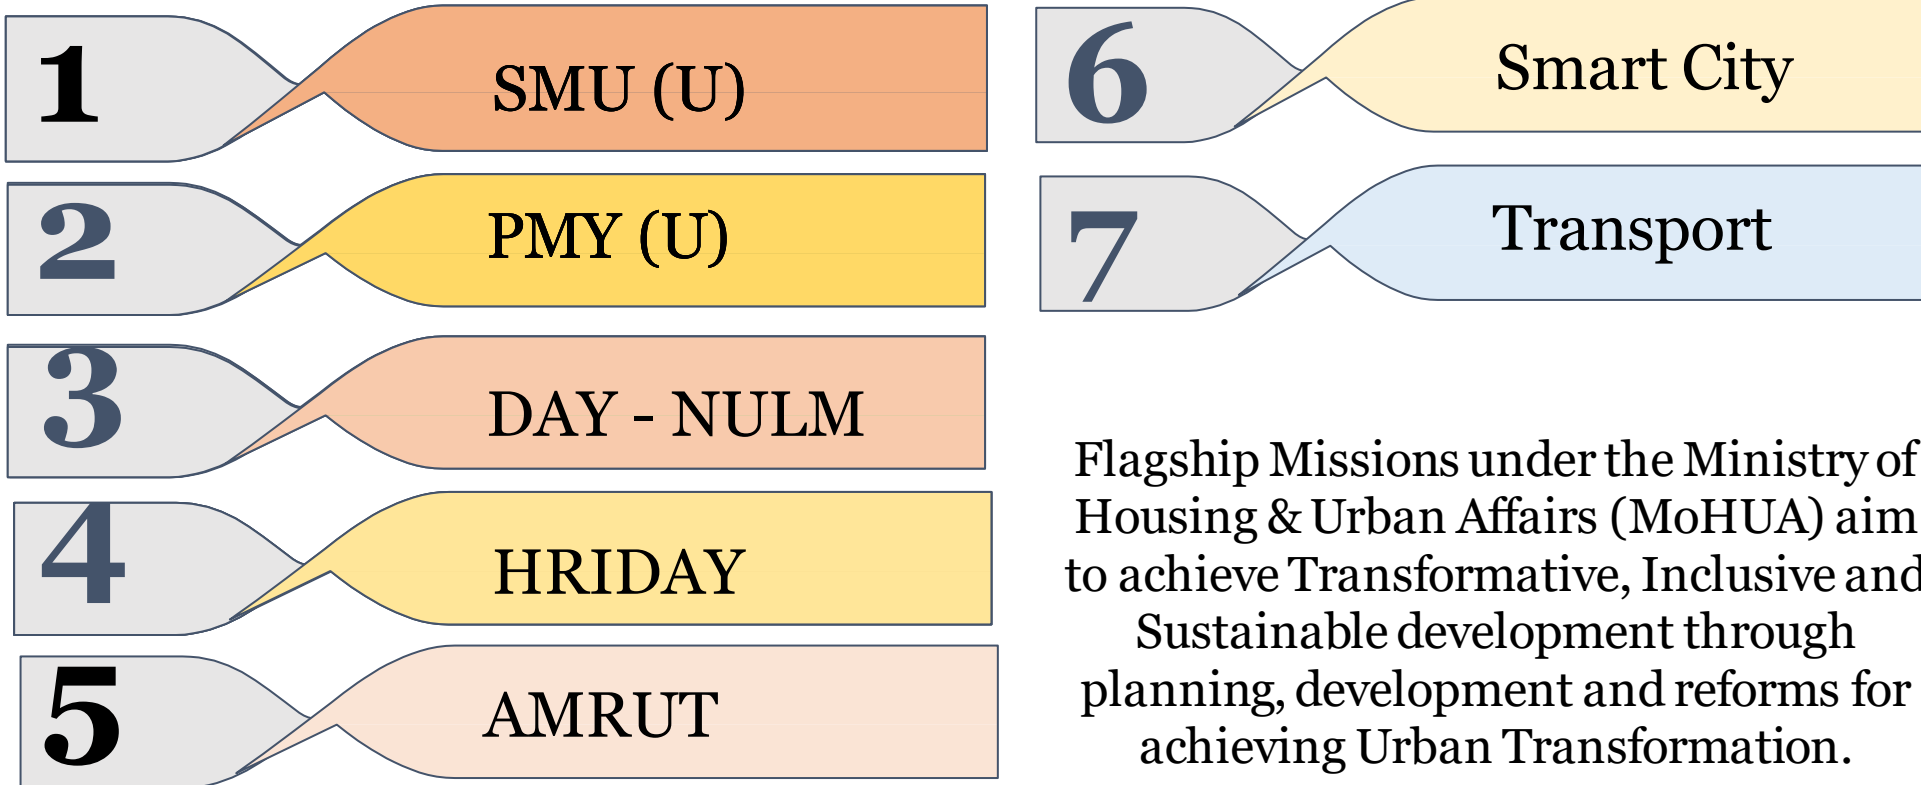 1
SMU (U)
2
PMY (U)
3
DAY - NULM
4
HRIDAY
5
AMRUT
6
Smart City
7
Transport
Flagship Missions under the Ministry of
Housing & Urban Affairs (MoHUA) aim
to achieve Transformative, Inclusive and
Sustainable development through
planning, development and reforms for
achieving Urban Transformation.